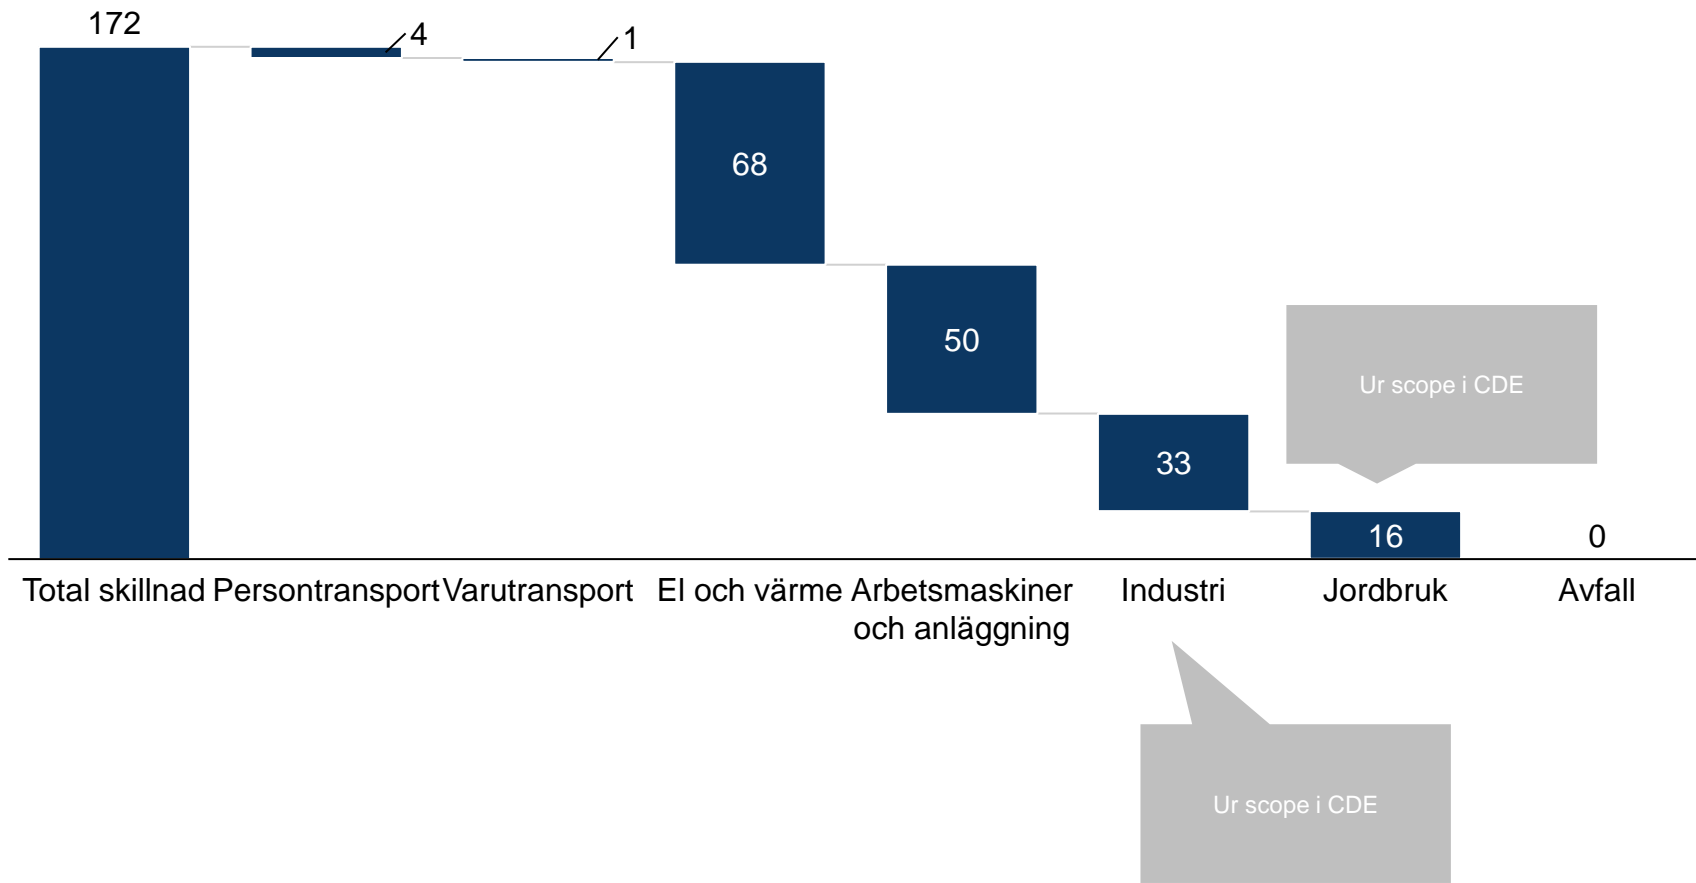 172
4
1
68
50
33
16
0
Ur scope i CDE
Total skillnad
Persontransport
Varutransport
El och värme
Arbetsmaskiner
och anläggning
Industri
Jordbruk
Avfall
Ur scope i CDE